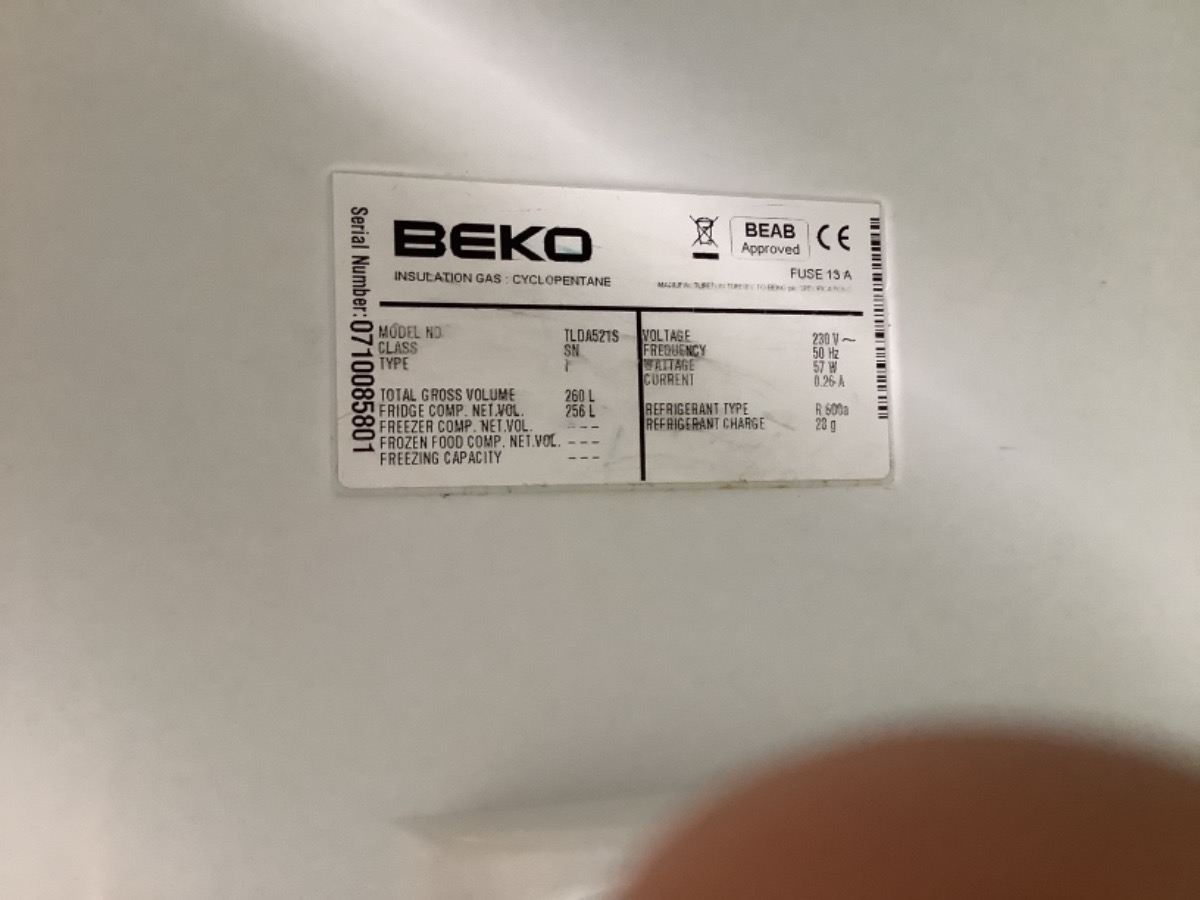 BEKO
BEAB
Approved
CE
INSULATION GAS : CYCLOPENTANE
FUSE 13 A
Serial Number: 0710085801
MODEL NO. TLDA521S
CLASS SN
TYPE I
TOTAL GROSS VOLUME 260 L
FRIDGE COMP. NET.VOL. 256 L
FREEZER COMP. NET.VOL. ---
FROZEN FOOD COMP. NET.VOL. ---
FREEZING CAPACITY ---
VOLTAGE 230 V ~
FREQUENCY 50 Hz
WATTAGE 57 W
CURRENT 0.26 A
REFRIGERANT TYPE R 600a
REFRIGERANT CHARGE 28 g